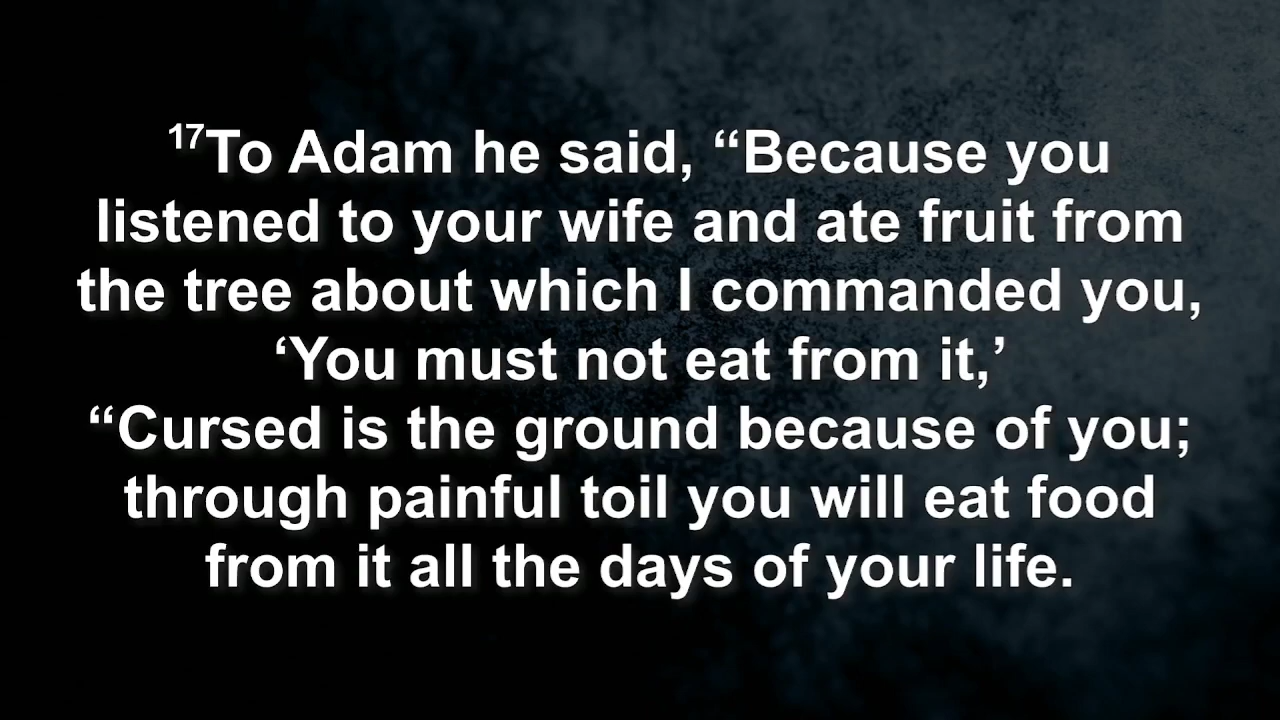 17To Adam he said, “Because you
listened to your wife and ate fruit from
the tree about which I commanded you,
‘You must not eat from it,’
“Cursed is the ground because of you;
through painful toil you will eat food
from it all the days of your life.